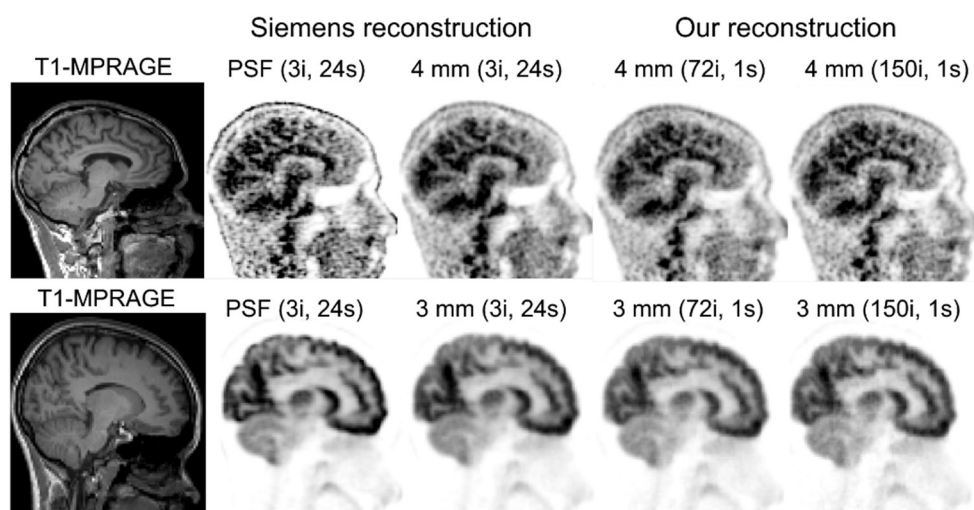 Siemens reconstruction Our reconstruction
T1-MPRAGE PSF (3i, 24s) 4 mm (3i, 24s) 4 mm (72i, 1s) 4 mm (150i, 1s)
T1-MPRAGE PSF (3i, 24s) 3 mm (3i, 24s) 3 mm (72i, 1s) 3 mm (150i, 1s)